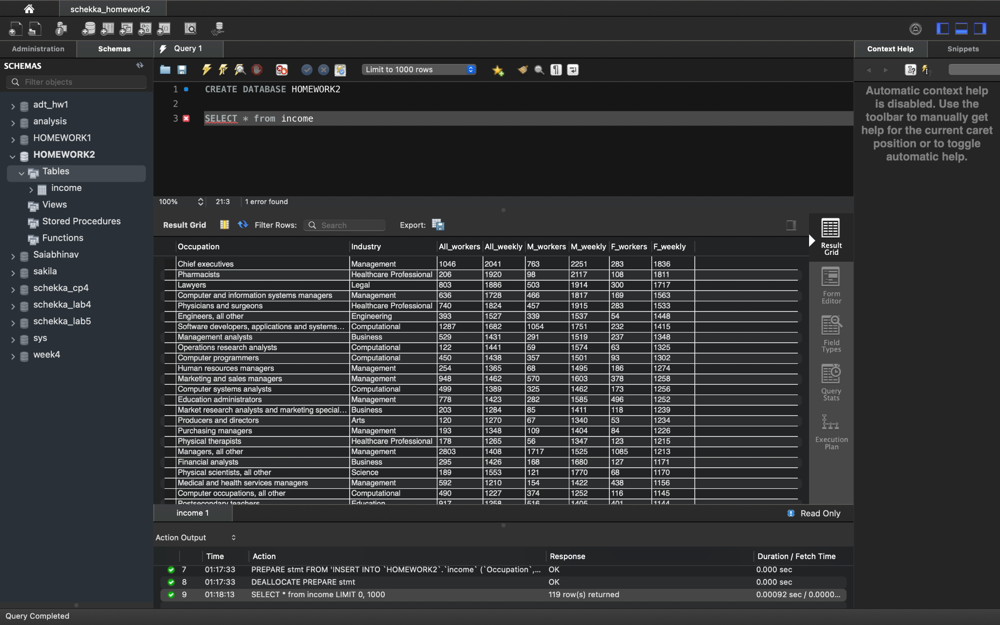 schekka_homework2
Administration
Schemas
Query 1
Context Help
Snippets
SCHEMAS
Filter objects
Limit to 1000 rows
adt_hw1
analysis
HOMEWORK1
HOMEWORK2
Tables
income
Views
Stored Procedures
Functions
Saiabhinav
sakila
schekka_cp4
schekka_lab4
schekka_lab5
sys
week4
1 CREATE DATABASE HOMEWORK2
2
3 SELECT * from income
Automatic context help
is disabled. Use the
toolbar to manually get
help for the current caret
position or to toggle
automatic help.
100% 21:3 1 error found
Result Grid Filter Rows: Search Export:
Occupation Industry All_workers All_weekly M_workers M_weekly F_workers F_weekly
Chief executives Management 1046 2041 763 2251 283 1836
Pharmacists Healthcare Professional 206 1920 98 2117 108 1811
Lawyers Legal 803 1886 503 1914 300 1717
Computer and information systems managers Management 636 1728 466 1817 169 1563
Physicians and surgeons Healthcare Professional 740 1824 457 1915 283 1533
Engineers, all other Engineering 393 1527 339 1537 54 1448
Software developers, applications and systems... Computational 1287 1682 1054 1751 232 1415
Management analysts Business 529 1431 291 1519 237 1348
Operations research analysts Computational 122 1441 59 1574 63 1325
Computer programmers Computational 450 1438 357 1501 93 1302
Human resources managers Management 254 1365 68 1495 186 1274
Marketing and sales managers Management 948 1462 570 1603 378 1258
Computer systems analysts Computational 499 1389 325 1462 173 1256
Education administrators Management 778 1423 282 1585 496 1252
Market research analysts and marketing special... Business 203 1284 85 1411 118 1239
Producers and directors Arts 120 1270 67 1340 53 1234
Purchasing managers Management 193 1348 109 1404 84 1226
Physical therapists Healthcare Professional 178 1265 56 1347 123 1215
Managers, all other Management 2803 1408 1717 1525 1085 1213
Financial analysts Business 295 1426 168 1680 127 1171
Physical scientists, all other Science 189 1553 121 1770 68 1170
Medical and health services managers Management 592 1210 154 1422 438 1156
Computer occupations, all other Computational 490 1227 374 1252 116 1145
Postsecondary teachers Education 917 1258 516 1405 401 1144
Result
Grid
Form
Editor
Field
Types
Query
Stats
Execution
Plan
income 1
Read Only
Action Output
Time Action Response Duration / Fetch Time
7 01:17:33 PREPARE stmt FROM 'INSERT INTO `HOMEWORK2`.`income` (`Occupation`,... OK 0.000 sec
8 01:17:33 DEALLOCATE PREPARE stmt OK 0.000 sec
9 01:18:13 SELECT * from income LIMIT 0, 1000 119 row(s) returned 0.00092 sec / 0.0000...
Query Completed